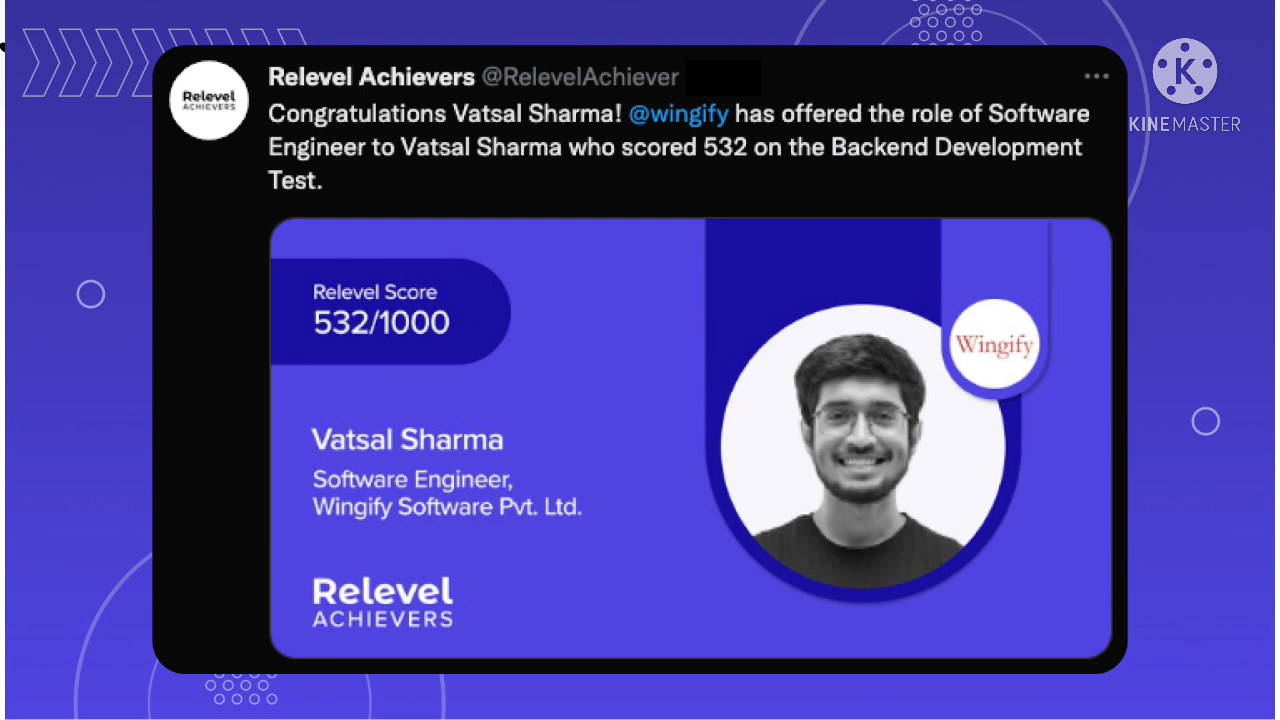 Relevel Achievers @RelevelAchiever
Relevel
ACHIEVERS
Congratulations Vatsal Sharma! @wingify has offered the role of Software
Engineer to Vatsal Sharma who scored 532 on the Backend Development
Test.
K
KINEMASTER
Relevel Score
532/1000
Wingify
Vatsal Sharma
Software Engineer,
Wingify Software Pvt. Ltd.
Relevel
ACHIEVERS